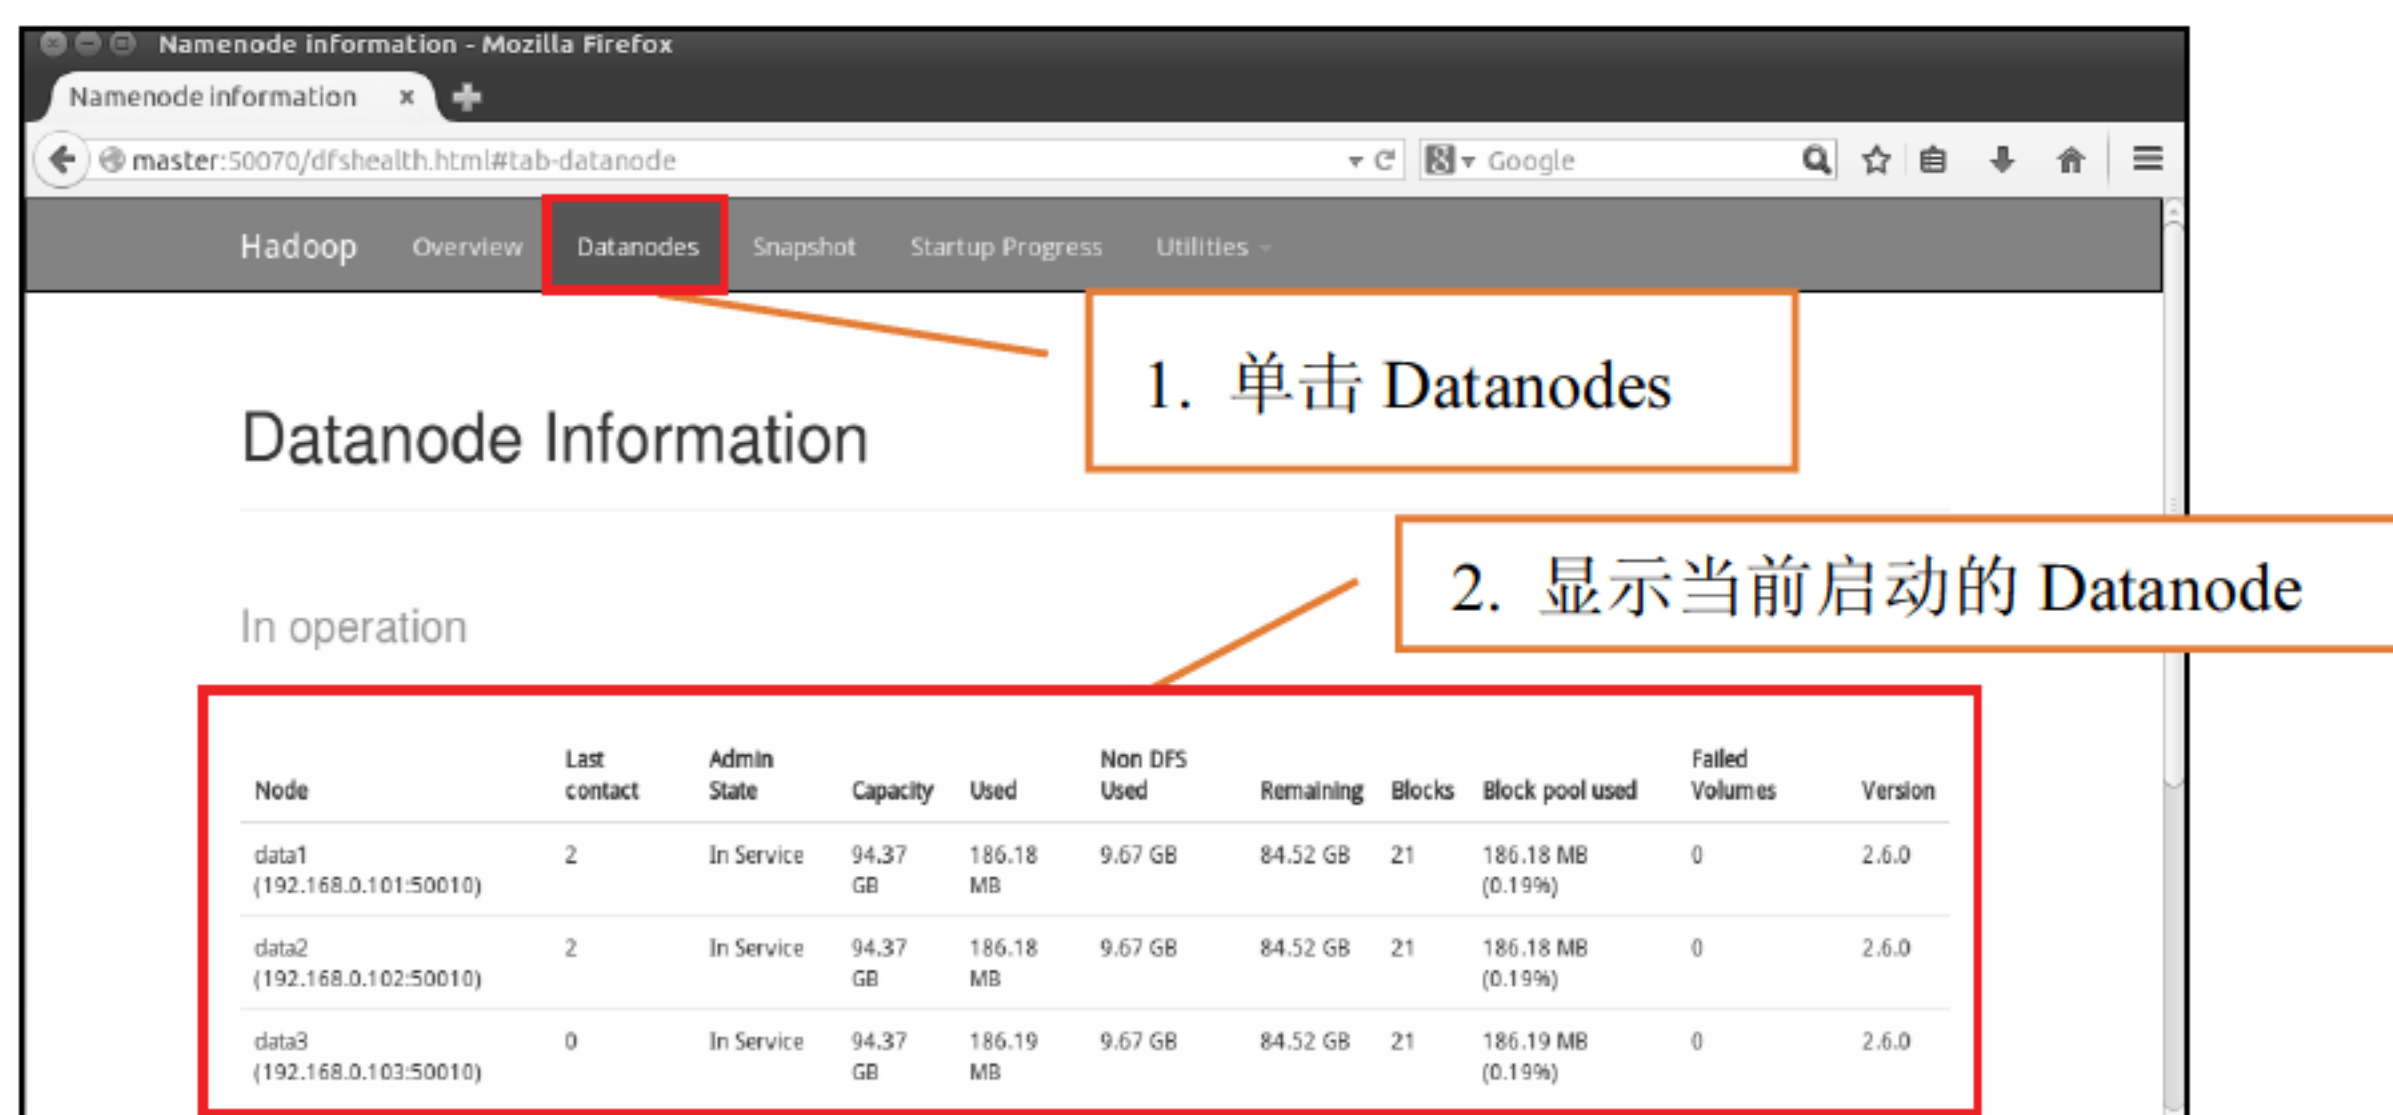 Namenode information - Mozilla Firefox
Namenode information
master:50070/dfshealth.html#tab-datanode
Google
Hadoop Overview Datanodes Snapshot Startup Progress Utilities
1. 单击 Datanodes
Datanode Information
2. 显示当前启动的 Datanode
In operation
Node Last contact Admin State Capacity Used Non DFS Used Remaining Blocks Block pool used Failed Volumes Version
data1 2 In Service 94.37 186.18 9.67 GB 84.52 GB 21 186.18 MB 0 2.6.0
(192.168.0.101:50010) GB MB (0.19%)
data2 2 In Service 94.37 186.18 9.67 GB 84.52 GB 21 186.18 MB 0 2.6.0
(192.168.0.102:50010) GB MB (0.19%)
data3 0 In Service 94.37 186.19 9.67 GB 84.52 GB 21 186.19 MB 0 2.6.0
(192.168.0.103:50010) GB MB (0.19%)